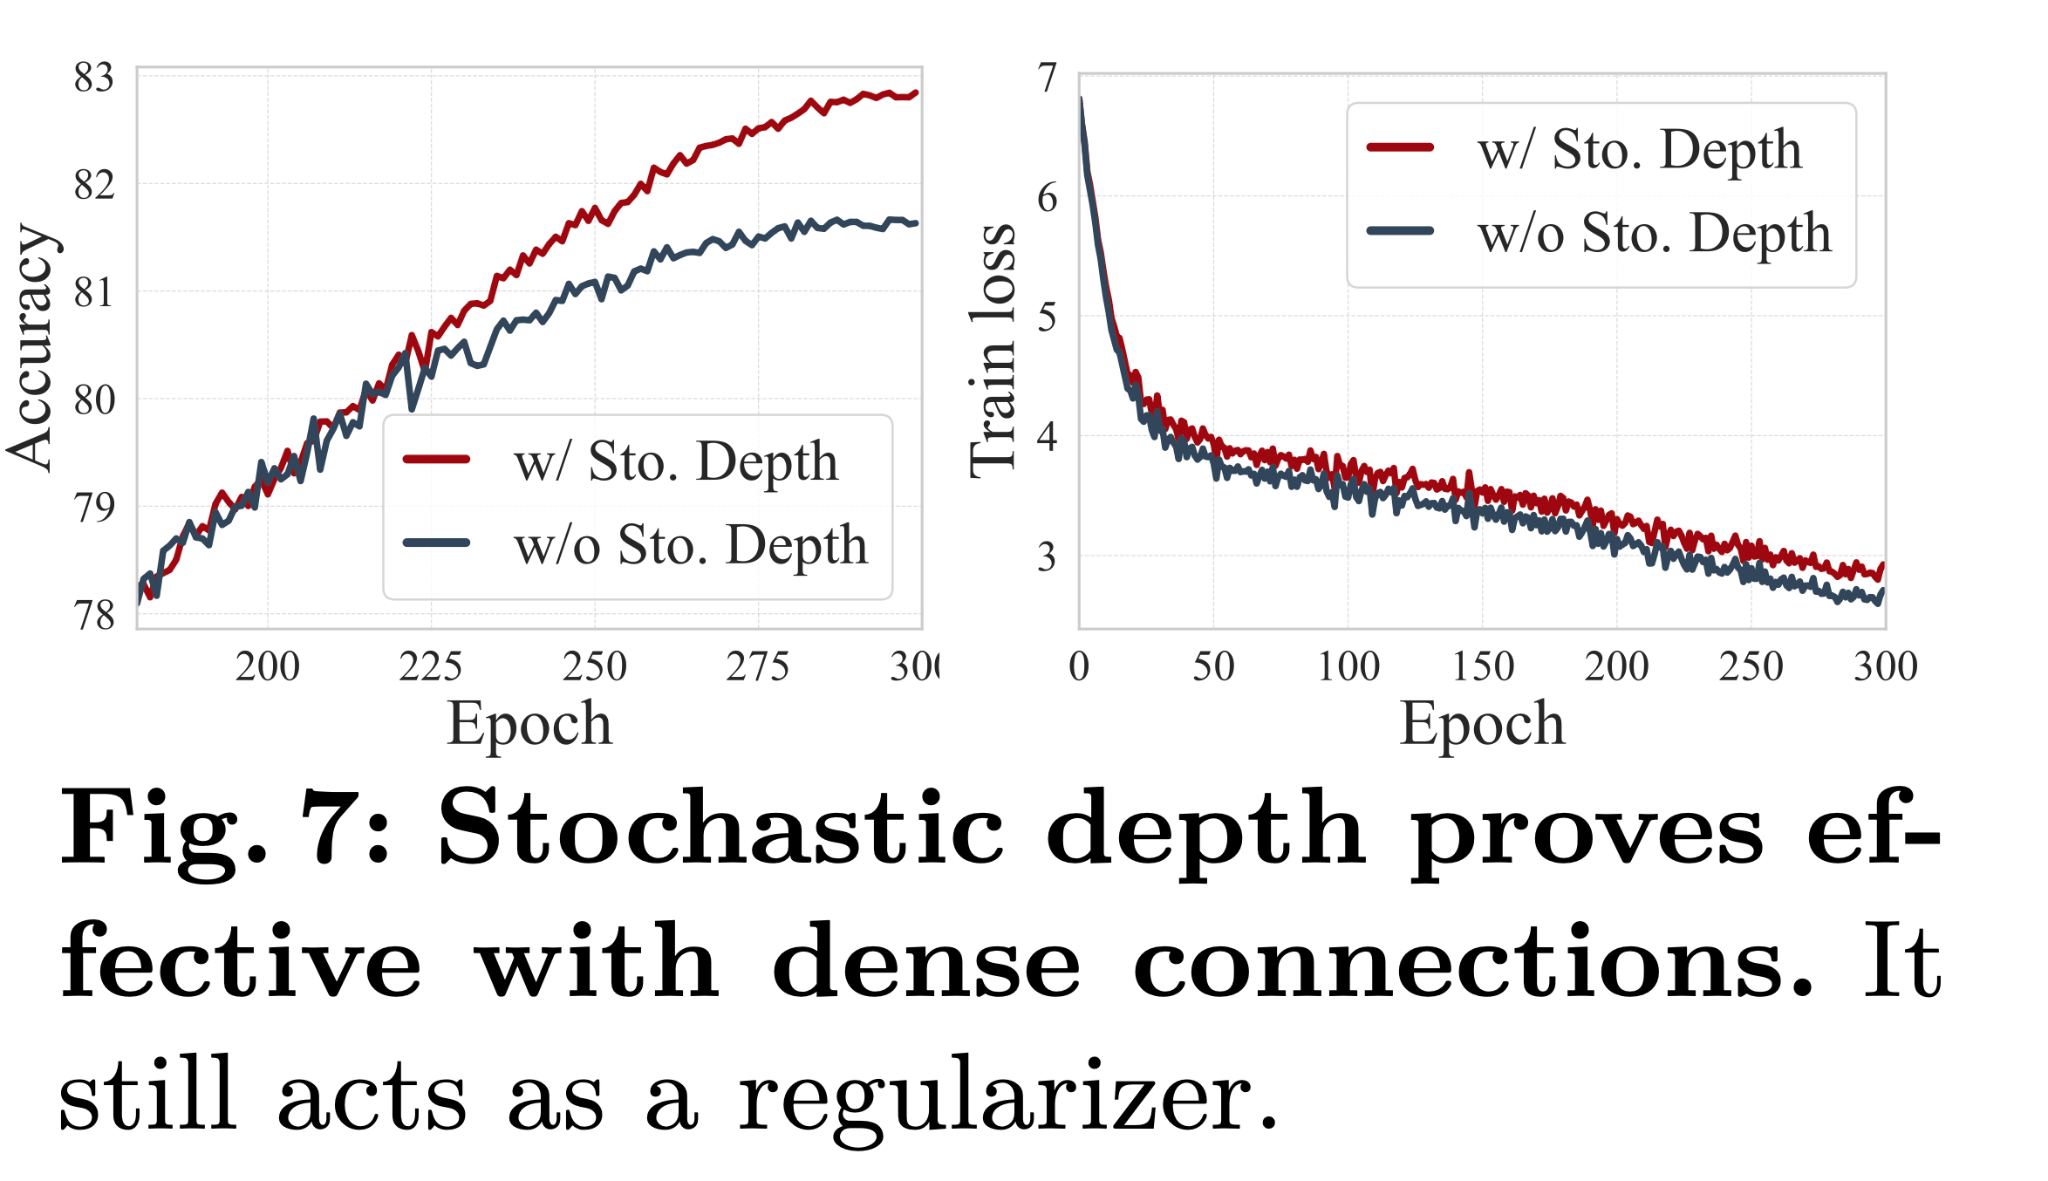 83
82
81
80
79
78
Accuracy
w/ Sto. Depth
w/o Sto. Depth
200 225 250 275 300
Epoch
7
6
5
4
3
Train loss
w/ Sto. Depth
w/o Sto. Depth
0 50 100 150 200 250 300
Epoch
Fig. 7: Stochastic depth proves ef-
fective with dense connections. It
still acts as a regularizer.